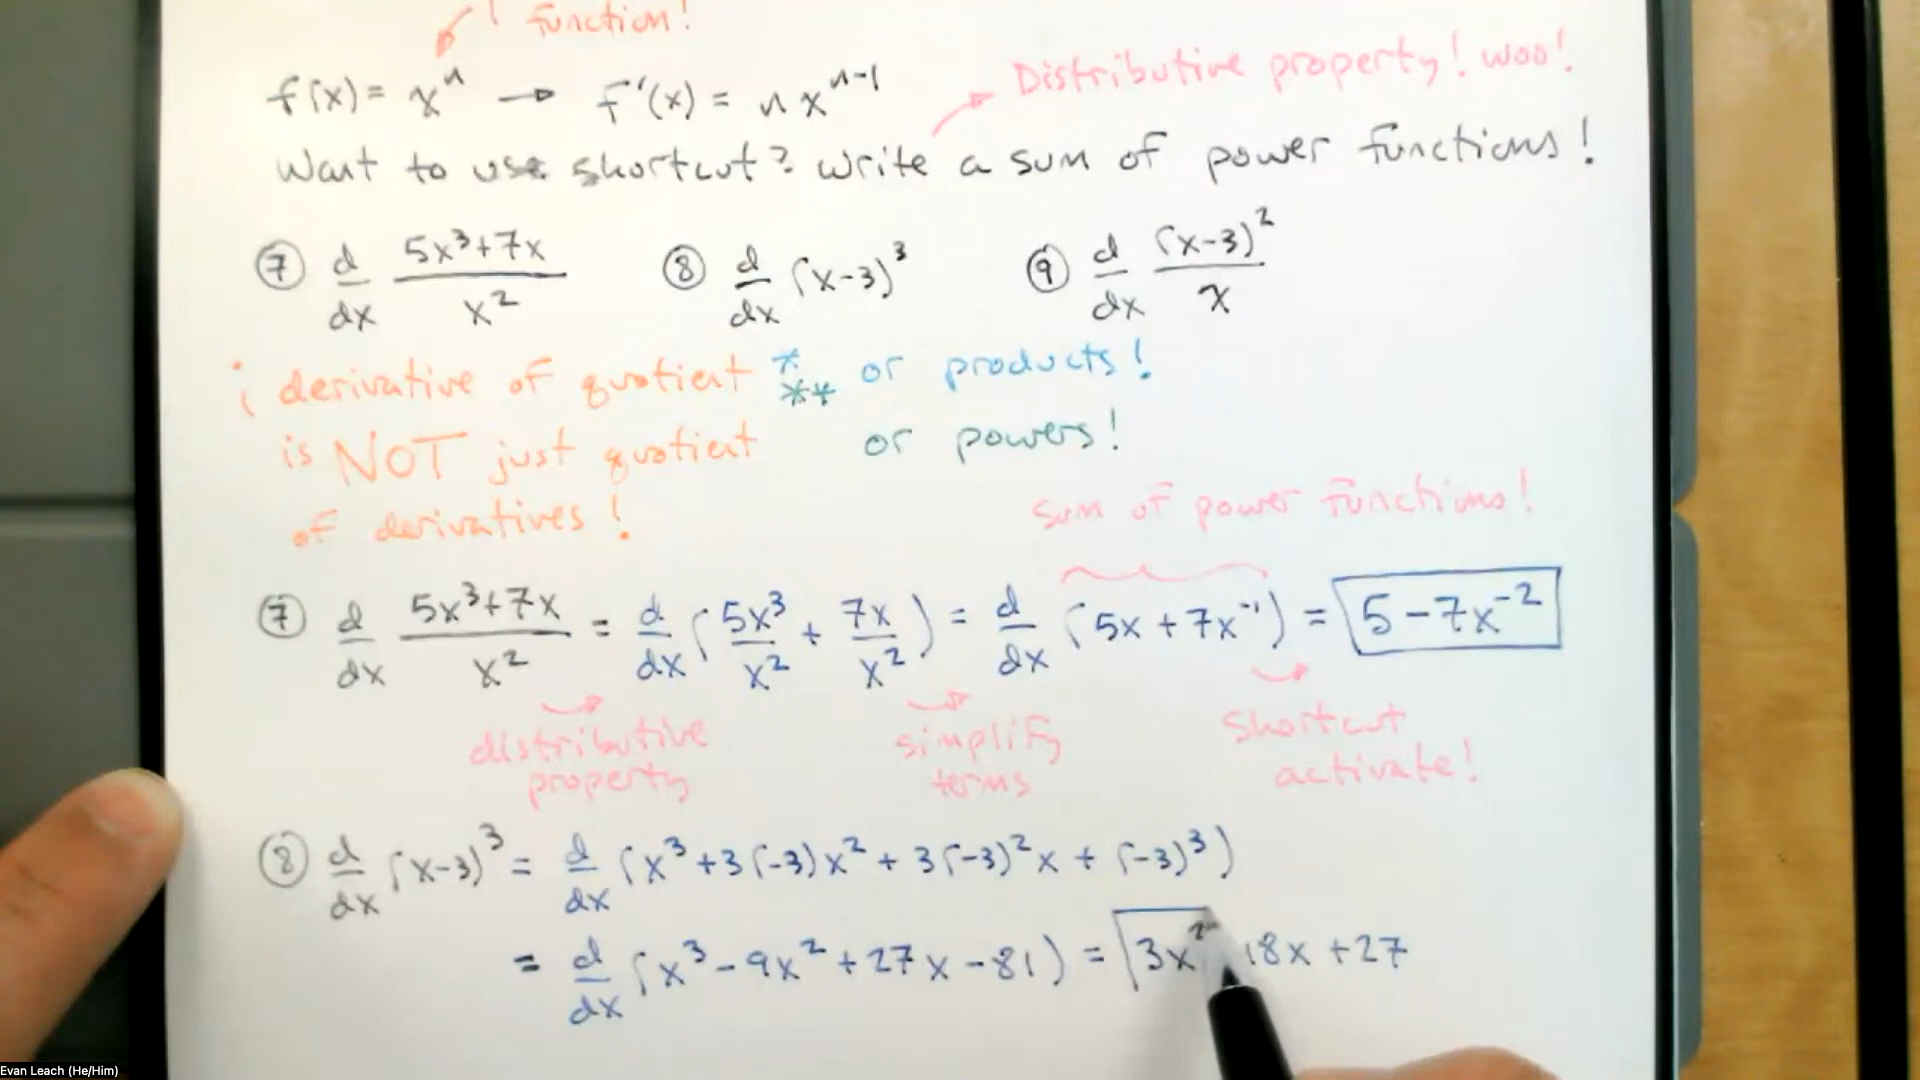 function!
f(x) = xⁿ → f'(x) = n xⁿ⁻¹
Distributive property! woo!
Want to use shortcut? Write a sum of power functions!
⑦ d/dx (5x³+7x)/x² ⑧ d/dx (x-3)³ ⑨ d/dx (x-3)²/x
¡ derivative of quotient * ** or products!
is NOT just quotient or powers!
of derivatives!
sum of power functions!
⑦ d/dx (5x³+7x)/x² = d/dx (5x³/x² + 7x/x²) = d/dx (5x + 7x⁻¹) = 5 - 7x⁻²
distributive property
simplify terms
shortcut activate!
⑧ d/dx (x-3)³ = d/dx (x³ + 3(-3)x² + 3(-3)²x + (-3)³)
= d/dx (x³ - 9x² + 27x - 81) = 3x² 18x + 27
Evan Leach (He/Him)